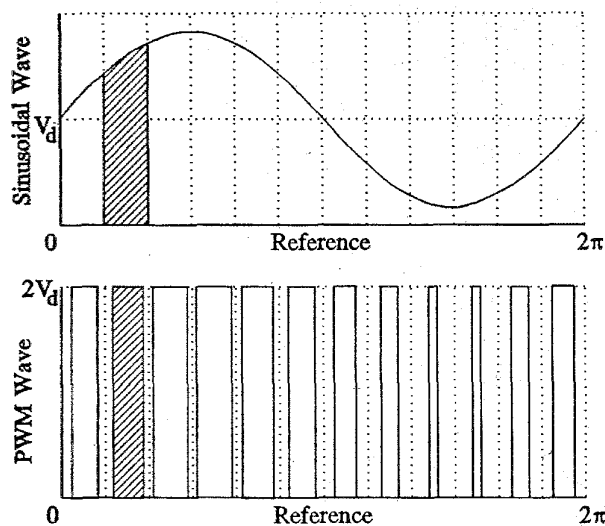 Sinusoidal Wave
V_d
0
Reference
2π
PWM Wave
2V_d
0
Reference
2π